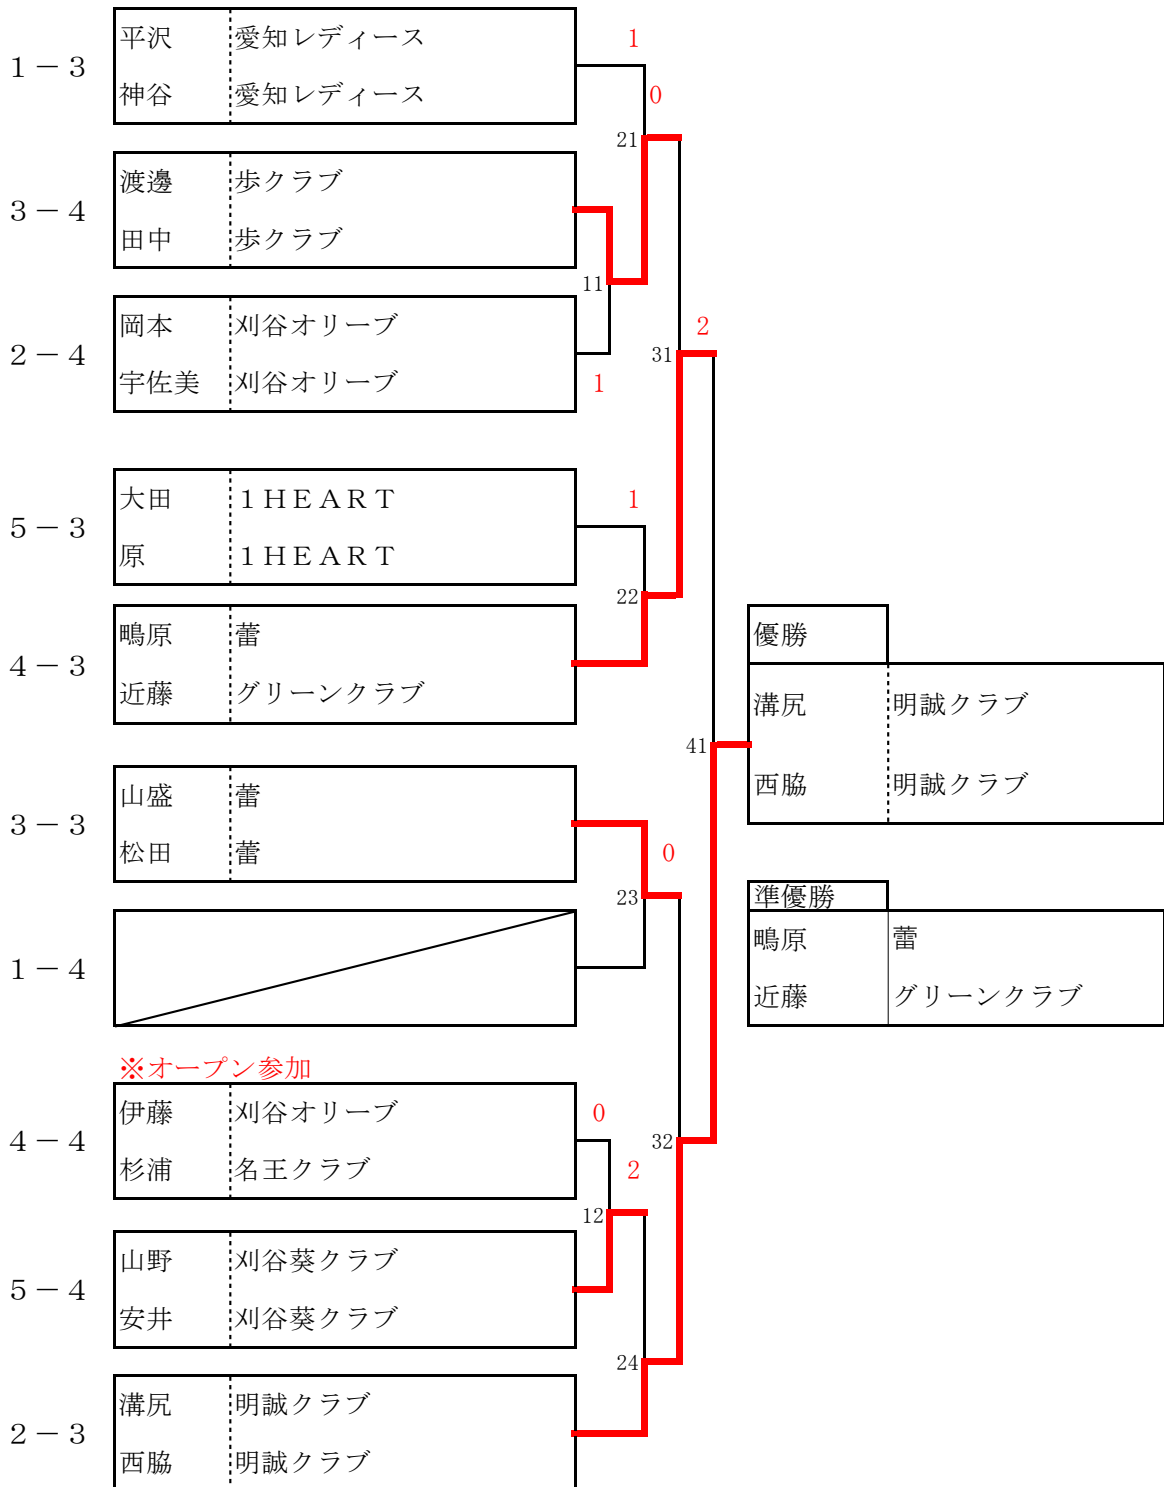 1－3
平沢 愛知レディース
神谷 愛知レディース
1
0
21
3－4
渡邊 歩クラブ
田中 歩クラブ
11
2－4
岡本 刈谷オリーブ
宇佐美 刈谷オリーブ
1
31
2
5－3
大田 1ＨＥＡＲＴ
原 1ＨＥＡＲＴ
1
22
4－3
鴫原 蕾
近藤 グリーンクラブ
41
優勝
溝尻 明誠クラブ
西脇 明誠クラブ
3－3
山盛 蕾
松田 蕾
0
23
準優勝
鴫原 蕾
近藤 グリーンクラブ
1－4
※オープン参加
4－4
伊藤 刈谷オリーブ
杉浦 名王クラブ
0
32
2
12
5－4
山野 刈谷葵クラブ
安井 刈谷葵クラブ
24
2－3
溝尻 明誠クラブ
西脇 明誠クラブ